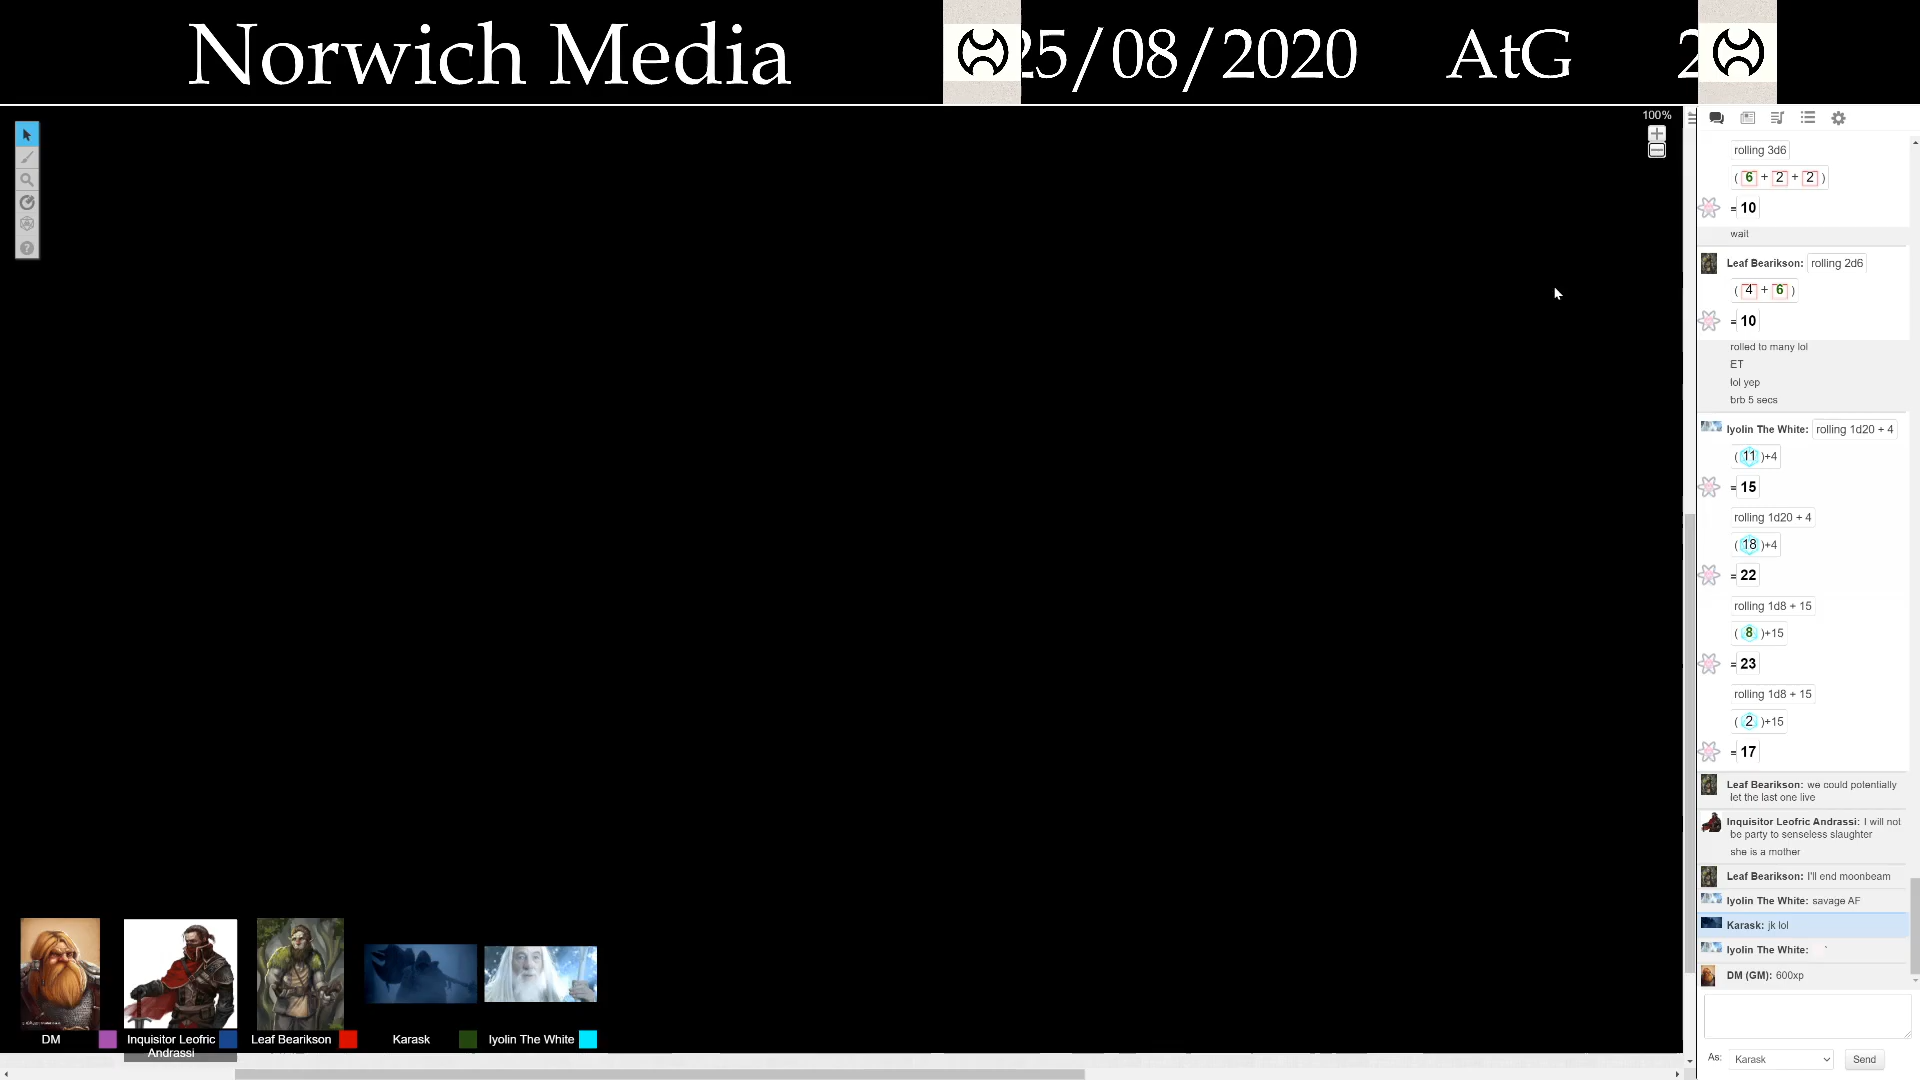 Norwich Media
25/08/2020
AtG
2
100%
rolling 3d6
( 6 + 2 + 2 )
= 10
wait
Leaf Bearikson: rolling 2d6
( 4 + 6 )
= 10
rolled to many lol
ET
lol yep
brb 5 secs
Iyolin The White: rolling 1d20 + 4
( 11 )+4
= 15
rolling 1d20 + 4
( 18 )+4
= 22
rolling 1d8 + 15
( 8 )+15
= 23
rolling 1d8 + 15
( 2 )+15
= 17
Leaf Bearikson: we could potentially
let the last one live
Inquisitor Leofric Andrassi: I will not
be party to senseless slaughter
she is a mother
Leaf Bearikson: I'll end moonbeam
Iyolin The White: savage AF
Karask: jk lol
Iyolin The White:
DM (GM): 600xp
As: Karask
Send
DM
Inquisitor Leofric
Andrassi
Leaf Bearikson
Karask
Iyolin The White